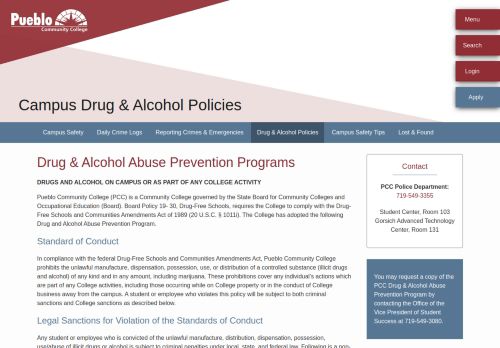 Pueblo
Community College
Menu
Search
Login
Apply
Campus Drug & Alcohol Policies
Campus Safety
Daily Crime Logs
Reporting Crimes & Emergencies
Drug & Alcohol Policies
Campus Safety Tips
Lost & Found
Drug & Alcohol Abuse Prevention Programs
DRUGS AND ALCOHOL ON CAMPUS OR AS PART OF ANY COLLEGE ACTIVITY
Pueblo Community College (PCC) is a Community College governed by the State Board for Community Colleges and
Occupational Education (Board). Board Policy 19- 30, Drug-Free Schools, requires the College to comply with the Drug-
Free Schools and Communities Amendments Act of 1989 (20 U.S.C. § 1011i). The College has adopted the following
Drug and Alcohol Abuse Prevention Program.
Standard of Conduct
In compliance with the federal Drug-Free Schools and Communities Amendments Act, Pueblo Community College
prohibits the unlawful manufacture, dispensation, possession, use, or distribution of a controlled substance (illicit drugs
and alcohol) of any kind and in any amount, including marijuana. These prohibitions cover any individual's actions which
are part of any College activities, including those occurring while on College property or in the conduct of College
business away from the campus. A student or employee who violates this policy will be subject to both criminal
sanctions and College sanctions as described below.
Legal Sanctions for Violation of the Standards of Conduct
Any student or employee who is convicted of the unlawful manufacture, distribution, dispensation, possession,
use/abuse of illicit drugs or alcohol is subject to criminal penalties under local, state, and federal law. Following is a non-
Contact
PCC Police Department:
719-549-3355
Student Center, Room 103
Gorsich Advanced Technology
Center, Room 131
You may request a copy of the
PCC Drug & Alcohol Abuse
Prevention Program by
contacting the Office of the
Vice President of Student
Success at 719-549-3080.